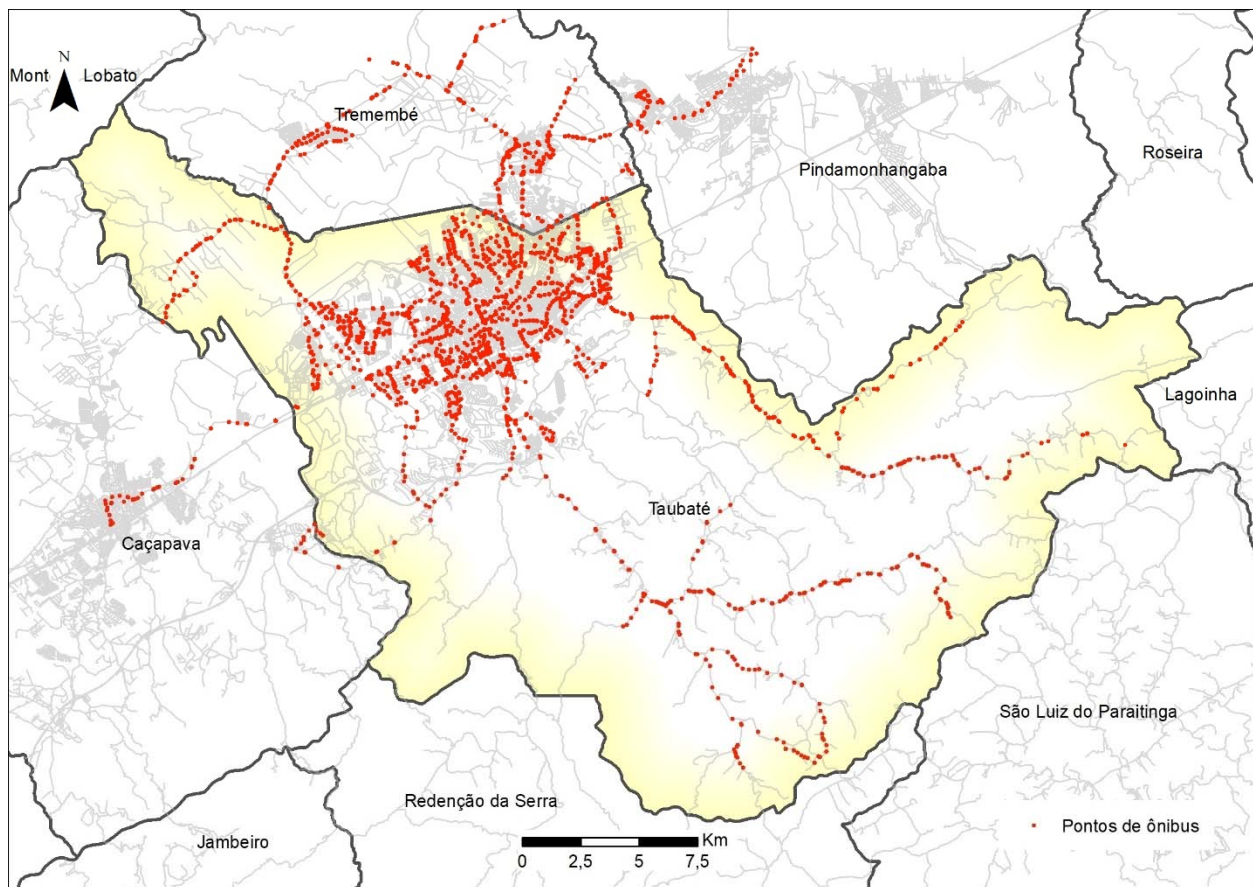 N
Mont
Lobato
Tremembé
Roseira
Pindamonhangaba
Lagoinha
Taubaté
Caçapava
São Luiz do Paraitinga
Redenção da Serra
Jambeiro
Km
0 2,5 5 7,5
Pontos de ônibus